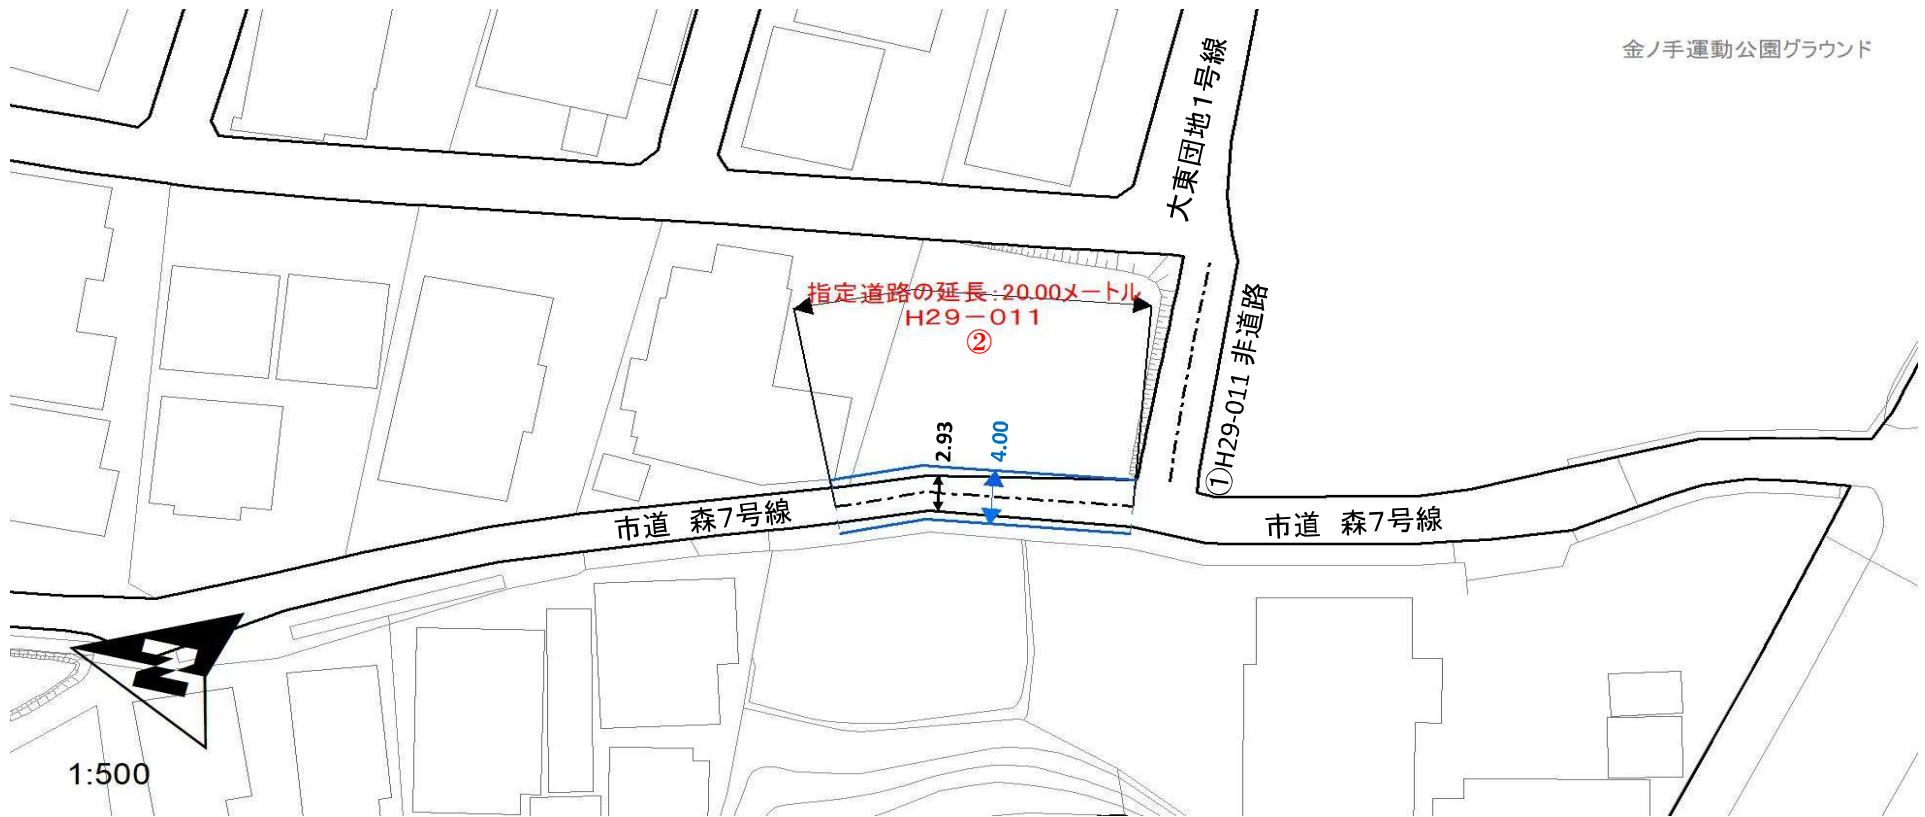 金ノ手運動公園グラウンド
大東団地1号線
指定道路の延長:20.00メートル
H29-011
②
①H29-011 非道路
2.93
4.00
市道 森7号線
市道 森7号線
1:500